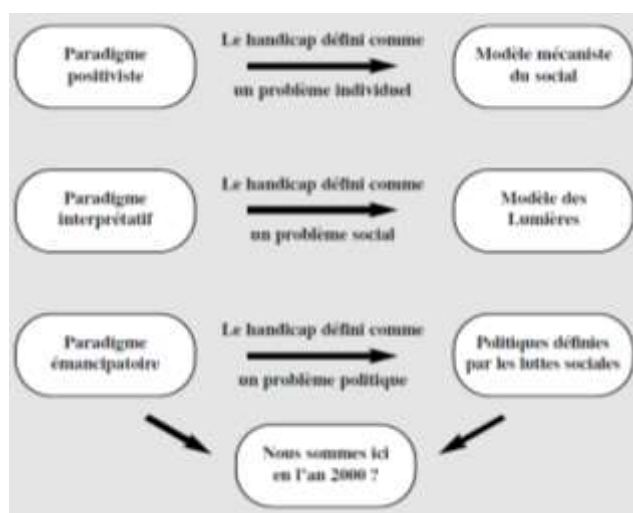 Paradigme
positiviste
Le handicap défini comme
un problème individuel
Modèle mécaniste
du social
Paradigme
interprétatif
Le handicap défini comme
un problème social
Modèle des
Lumières
Paradigme
émancipatoire
Le handicap défini comme
un problème politique
Politiques définies
par les luttes sociales
Nous sommes ici
en l'an 2000 ?